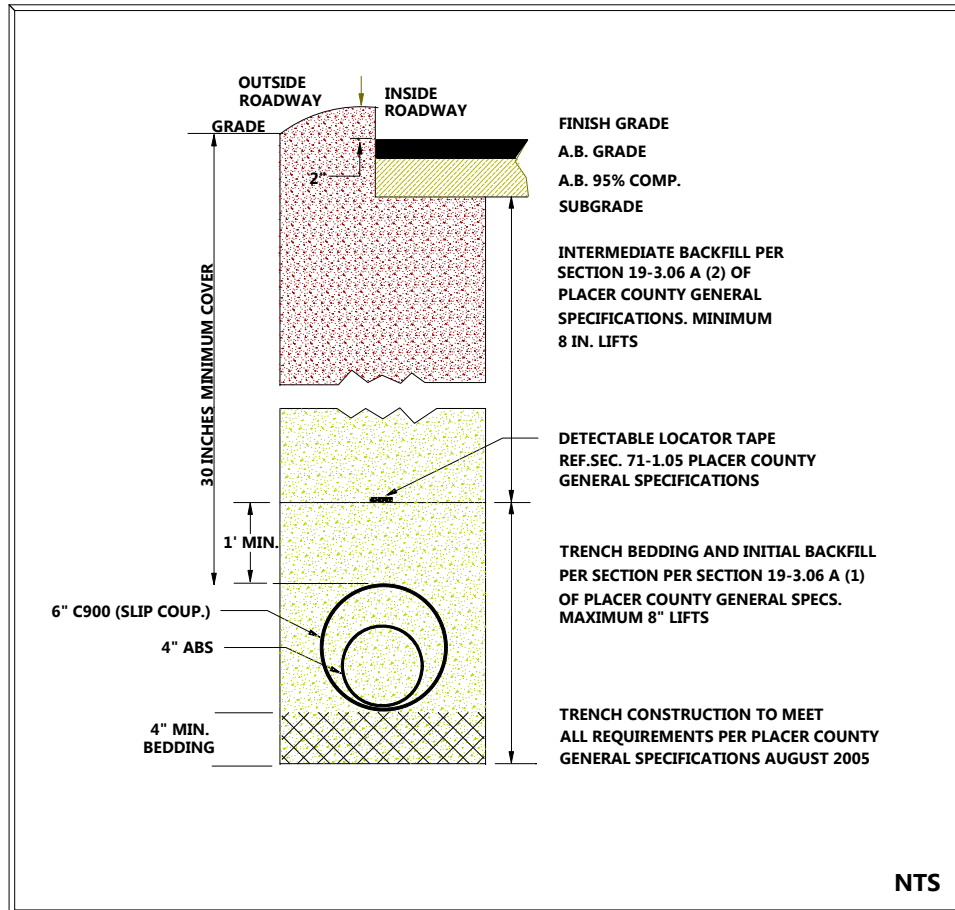 OUTSIDE
ROADWAY
INSIDE
ROADWAY
GRADE
2"
FINISH GRADE
A.B. GRADE
A.B. 95% COMP.
SUBGRADE
INTERMEDIATE BACKFILL PER
SECTION 19-3.06 A (2) OF
PLACER COUNTY GENERAL
SPECIFICATIONS. MINIMUM
8 IN. LIFTS
30 INCHES MINIMUM COVER
DETECTABLE LOCATOR TAPE
REF.SEC. 71-1.05 PLACER COUNTY
GENERAL SPECIFICATIONS
1' MIN.
TRENCH BEDDING AND INITIAL BACKFILL
PER SECTION PER SECTION 19-3.06 A (1)
OF PLACER COUNTY GENERAL SPECS.
MAXIMUM 8" LIFTS
6" C900 (SLIP COUP.)
4" ABS
4" MIN.
BEDDING
TRENCH CONSTRUCTION TO MEET
ALL REQUIREMENTS PER PLACER COUNTY
GENERAL SPECIFICATIONS AUGUST 2005
NTS